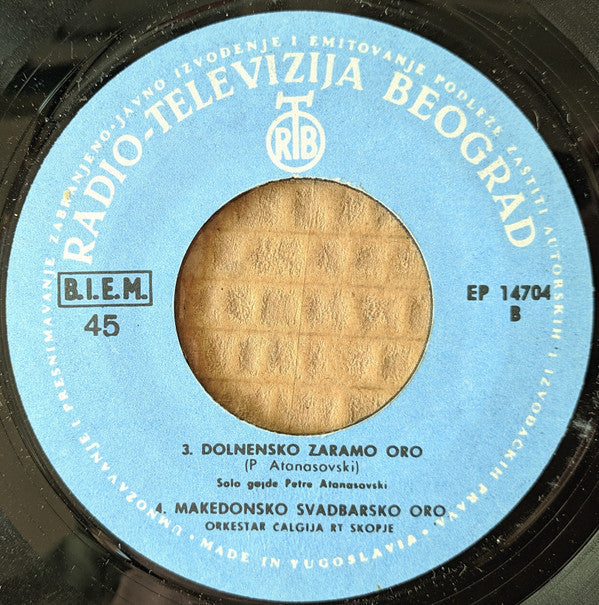 UMNOŽAVANJE I PRESNIMAVANJE ZABRANJENO·JAVNO IZVOĐENJE I EMITOVANJE PODLEŽE ZAŠTITI AUTORSKIH I IZVOĐAČKIH PRAVA
RADIO-TELEVIZIJA BEOGRAD
RTB
B.I.E.M.
45
EP 14704
B
3. DOLNENSKO ZARAMO ORO
(P Atanasovski)
Solo gajde Petre Atanasovski
4. MAKEDONSKO SVADBARSKO ORO
ORKESTAR CALGIJA RT SKOPJE
·MADE IN YUGOSLAVIA·